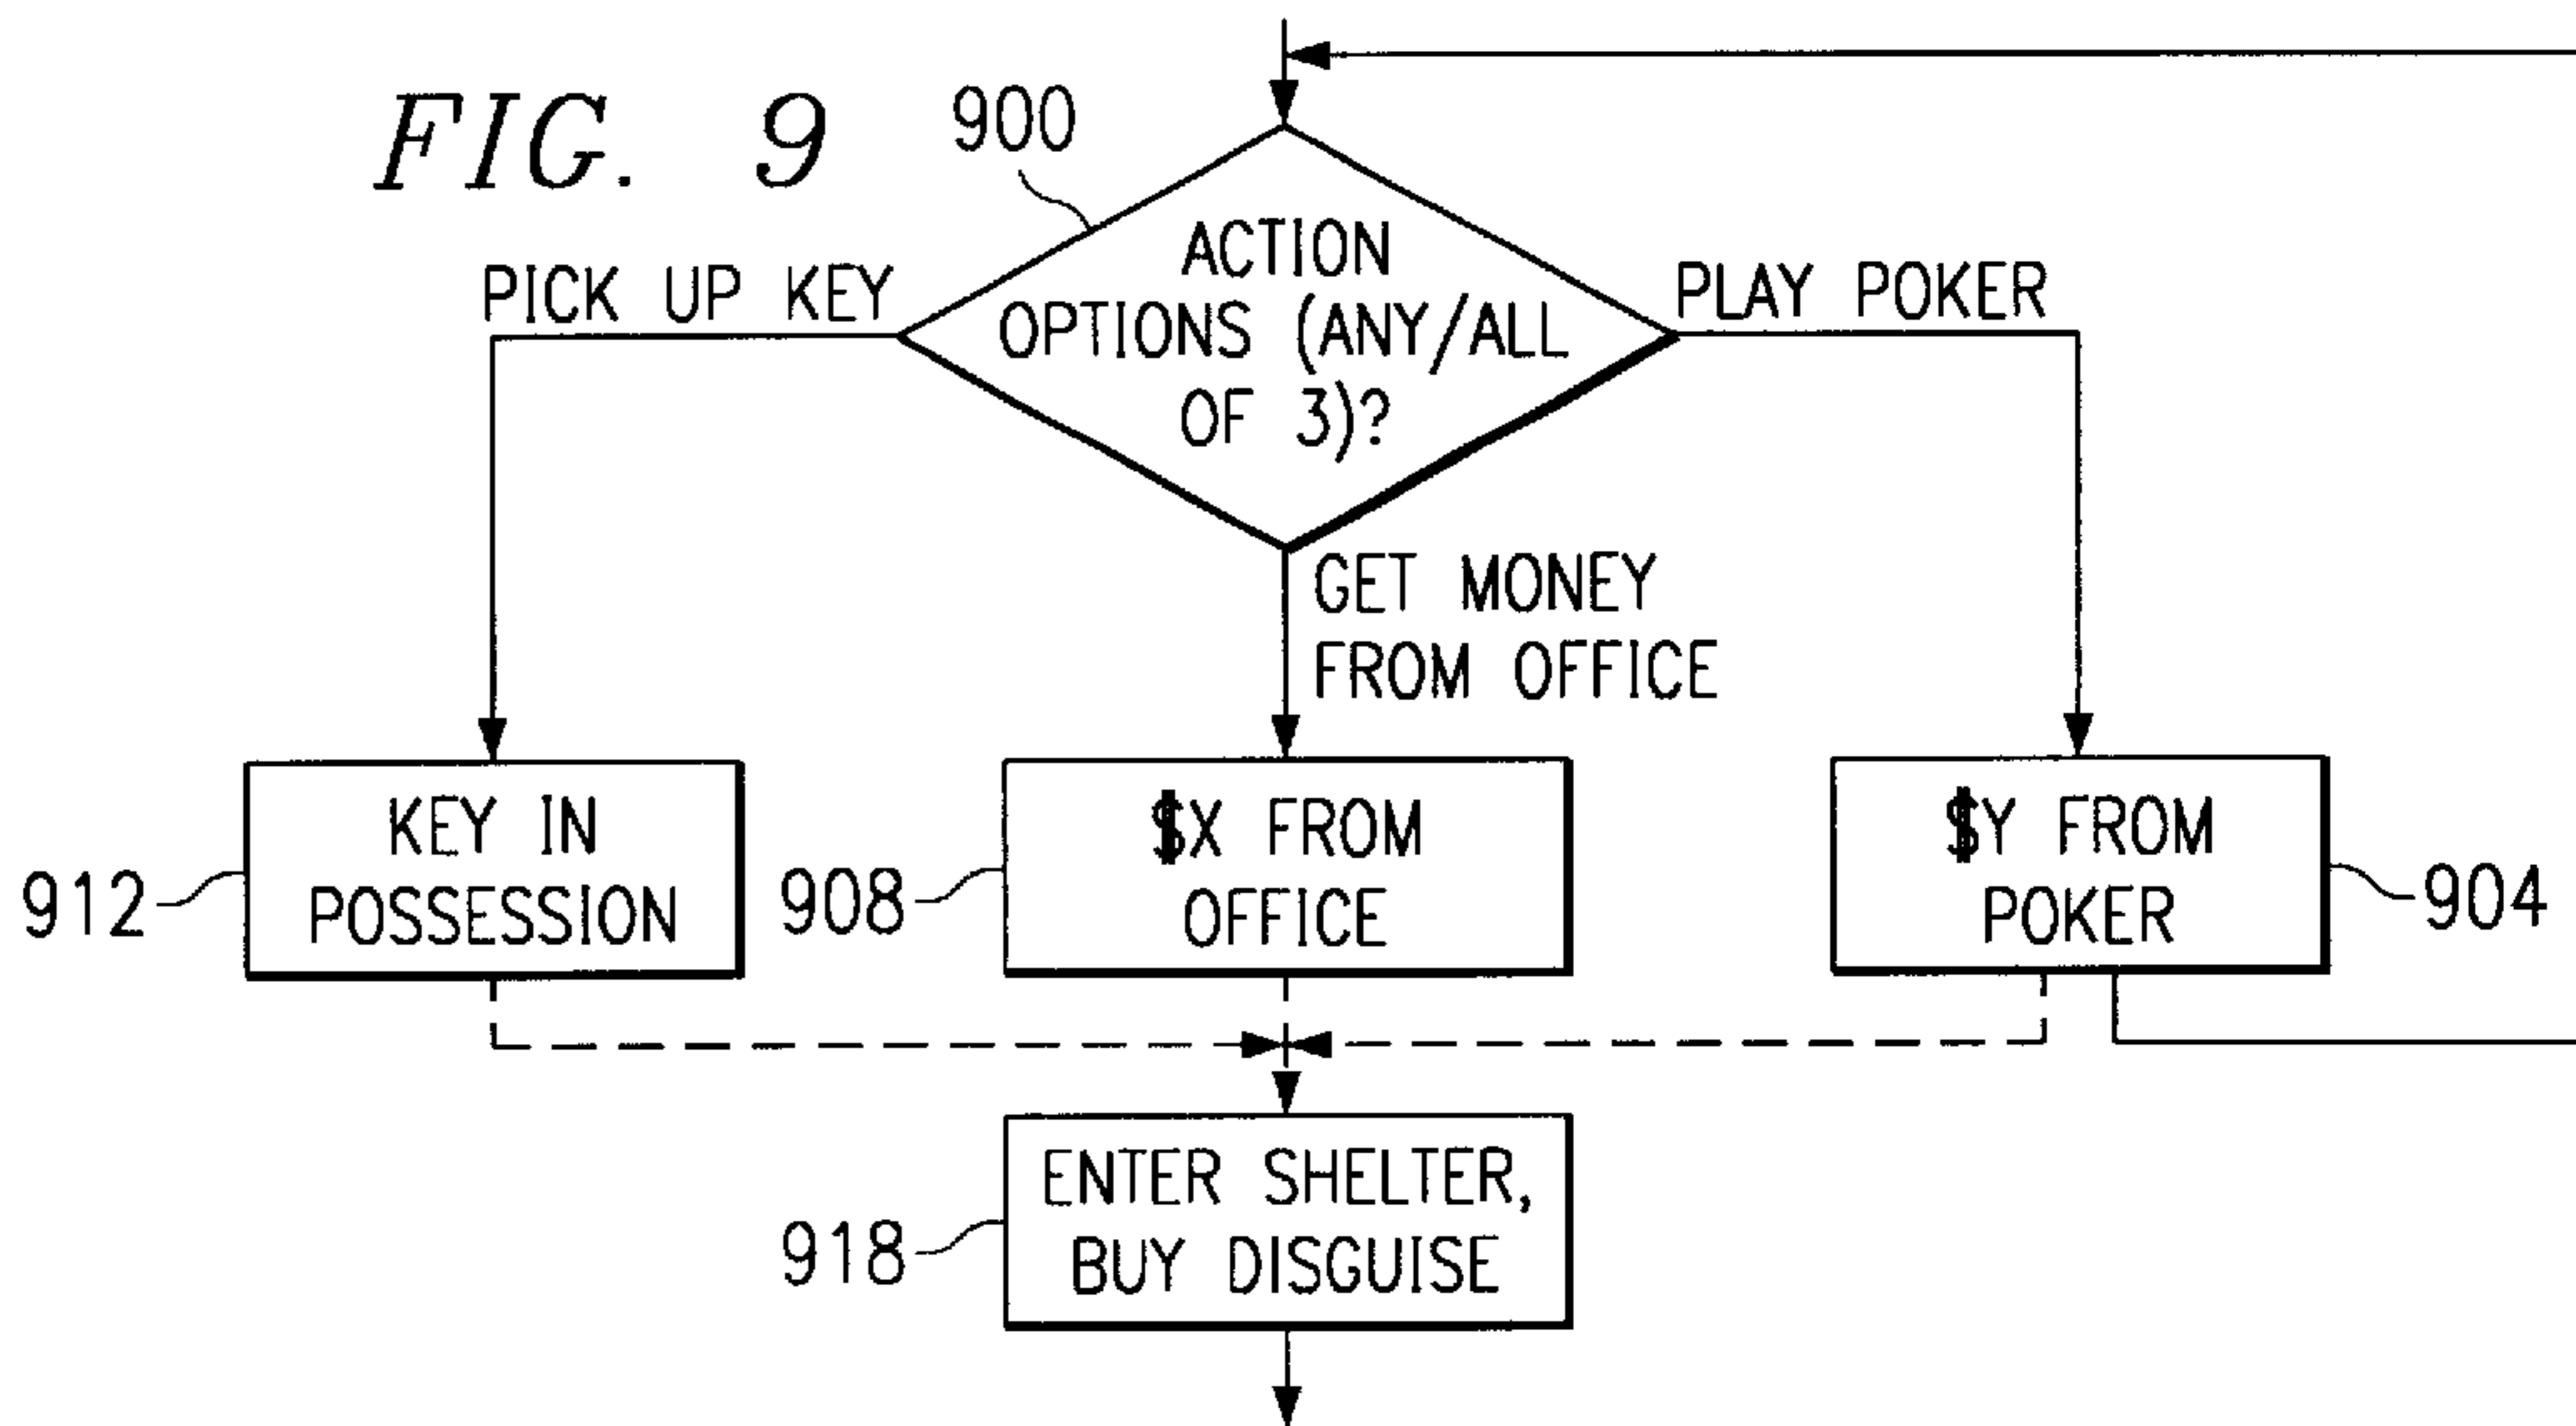 FIG. 9
900
ACTION
OPTIONS (ANY/ALL
OF 3)?
PICK UP KEY
PLAY POKER
GET MONEY
FROM OFFICE
912
KEY IN
POSSESSION
908
$X FROM
OFFICE
$Y FROM
POKER
904
918
ENTER SHELTER,
BUY DISGUISE